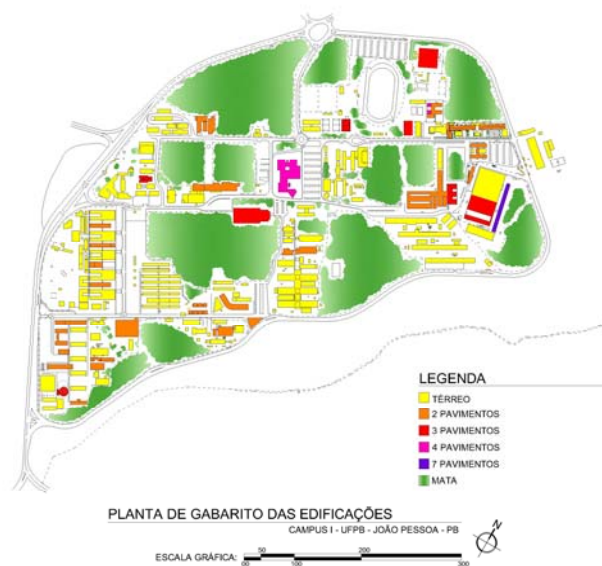 LEGENDA
TÉRREO
2 PAVIMENTOS
3 PAVIMENTOS
4 PAVIMENTOS
7 PAVIMENTOS
MATA
PLANTA DE GABARITO DAS EDIFICAÇÕES
CAMPUS I - UFPB - JOÃO PESSOA - PB
ESCALA GRÁFICA:
50 200
00 100 300
N